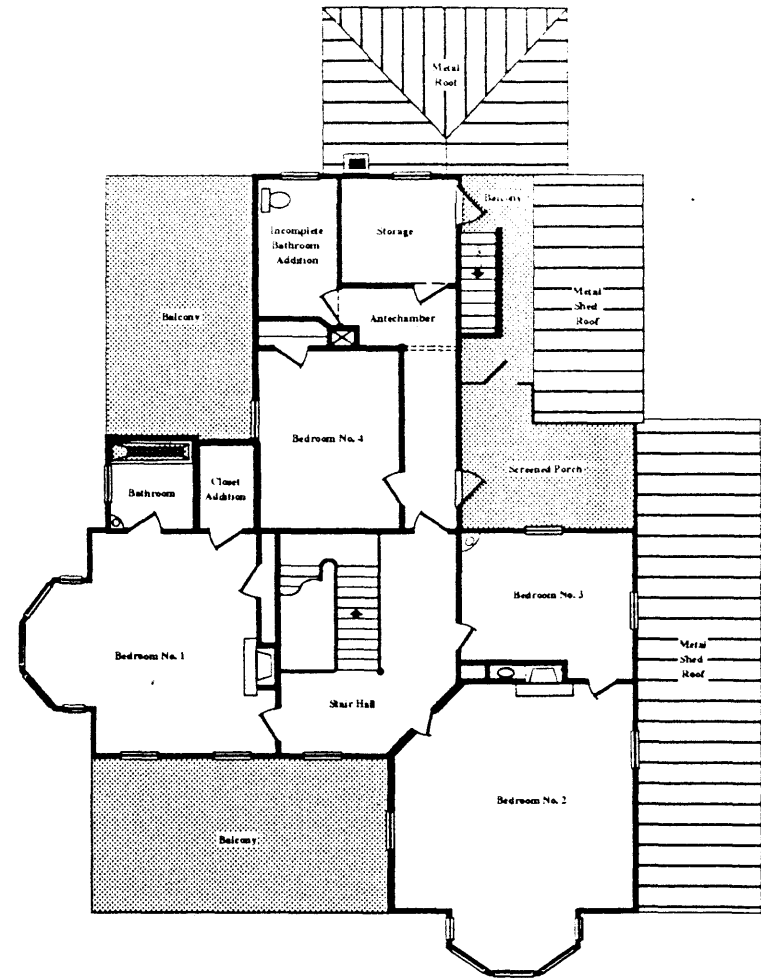 Metal
Roof
Balcony
Incomplete
Bathroom
Addition
Storage
Metal
Shed
Roof
Balcony
Antechamber
Bedroom No. 4
Screened Porch
Bathroom
Closet
Addition
Bedroom No. 3
Bedroom No. 1
Metal
Shed
Roof
Stair Hall
Bedroom No. 2
Balcony